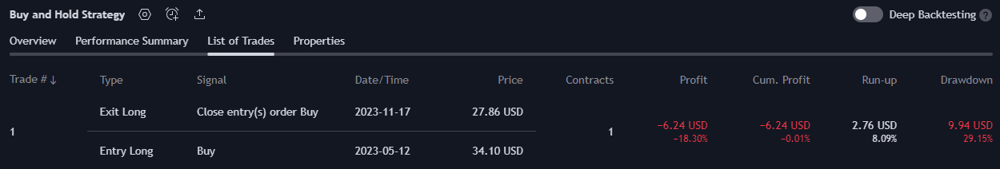 Buy and Hold Strategy Deep Backtesting ?
Overview Performance Summary List of Trades Properties
Trade # ↓ Type Signal Date/Time Price Contracts Profit Cum. Profit Run-up Drawdown
Exit Long Close entry(s) order Buy 2023-11-17 27.86 USD
1 1 −6.24 USD −6.24 USD 2.76 USD 9.94 USD
−18.30% −0.01% 8.09% 29.15%
Entry Long Buy 2023-05-12 34.10 USD